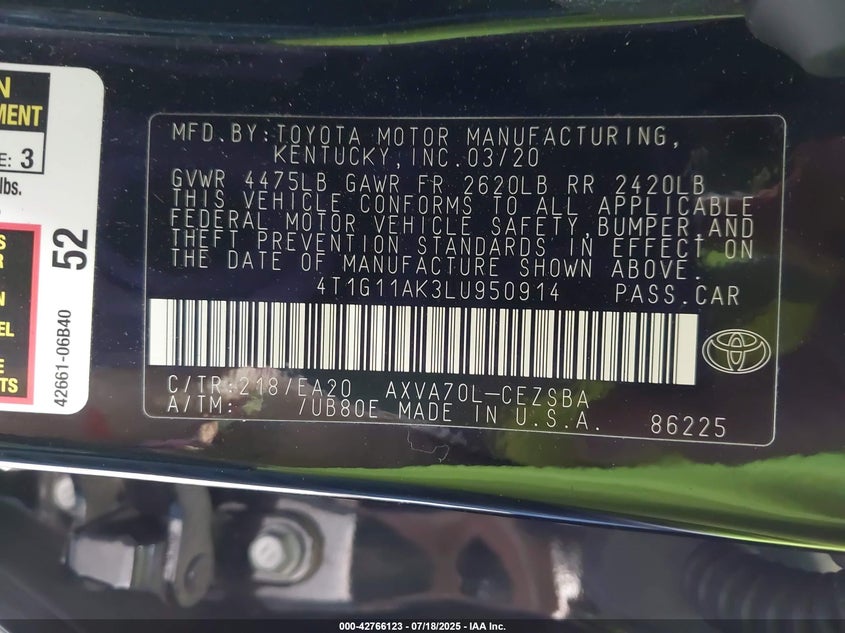 N
MENT
E: 3
lbs.
S
R
N
EL
E
TS
52
42661-06B40
MFD.BY:TOYOTA MOTOR MANUFACTURING,
KENTUCKY,INC.03/20
GVWR 4475LB GAWR FR 2620LB RR 2420LB
THIS VEHICLE CONFORMS TO ALL APPLICABLE
FEDERAL MOTOR VEHICLE SAFETY,BUMPER,AND
THEFT PREVENTION STANDARDS IN EFFECT ON
THE DATE OF MANUFACTURE SHOWN ABOVE.
4T1G11AK3LU950914 PASS.CAR
C/TR:218/EA20 AXVA70L-CEZSBA
A/TM: /UB80E MADE IN U.S.A. 86225
000-42766123 - 07/18/2025 - IAA Inc.